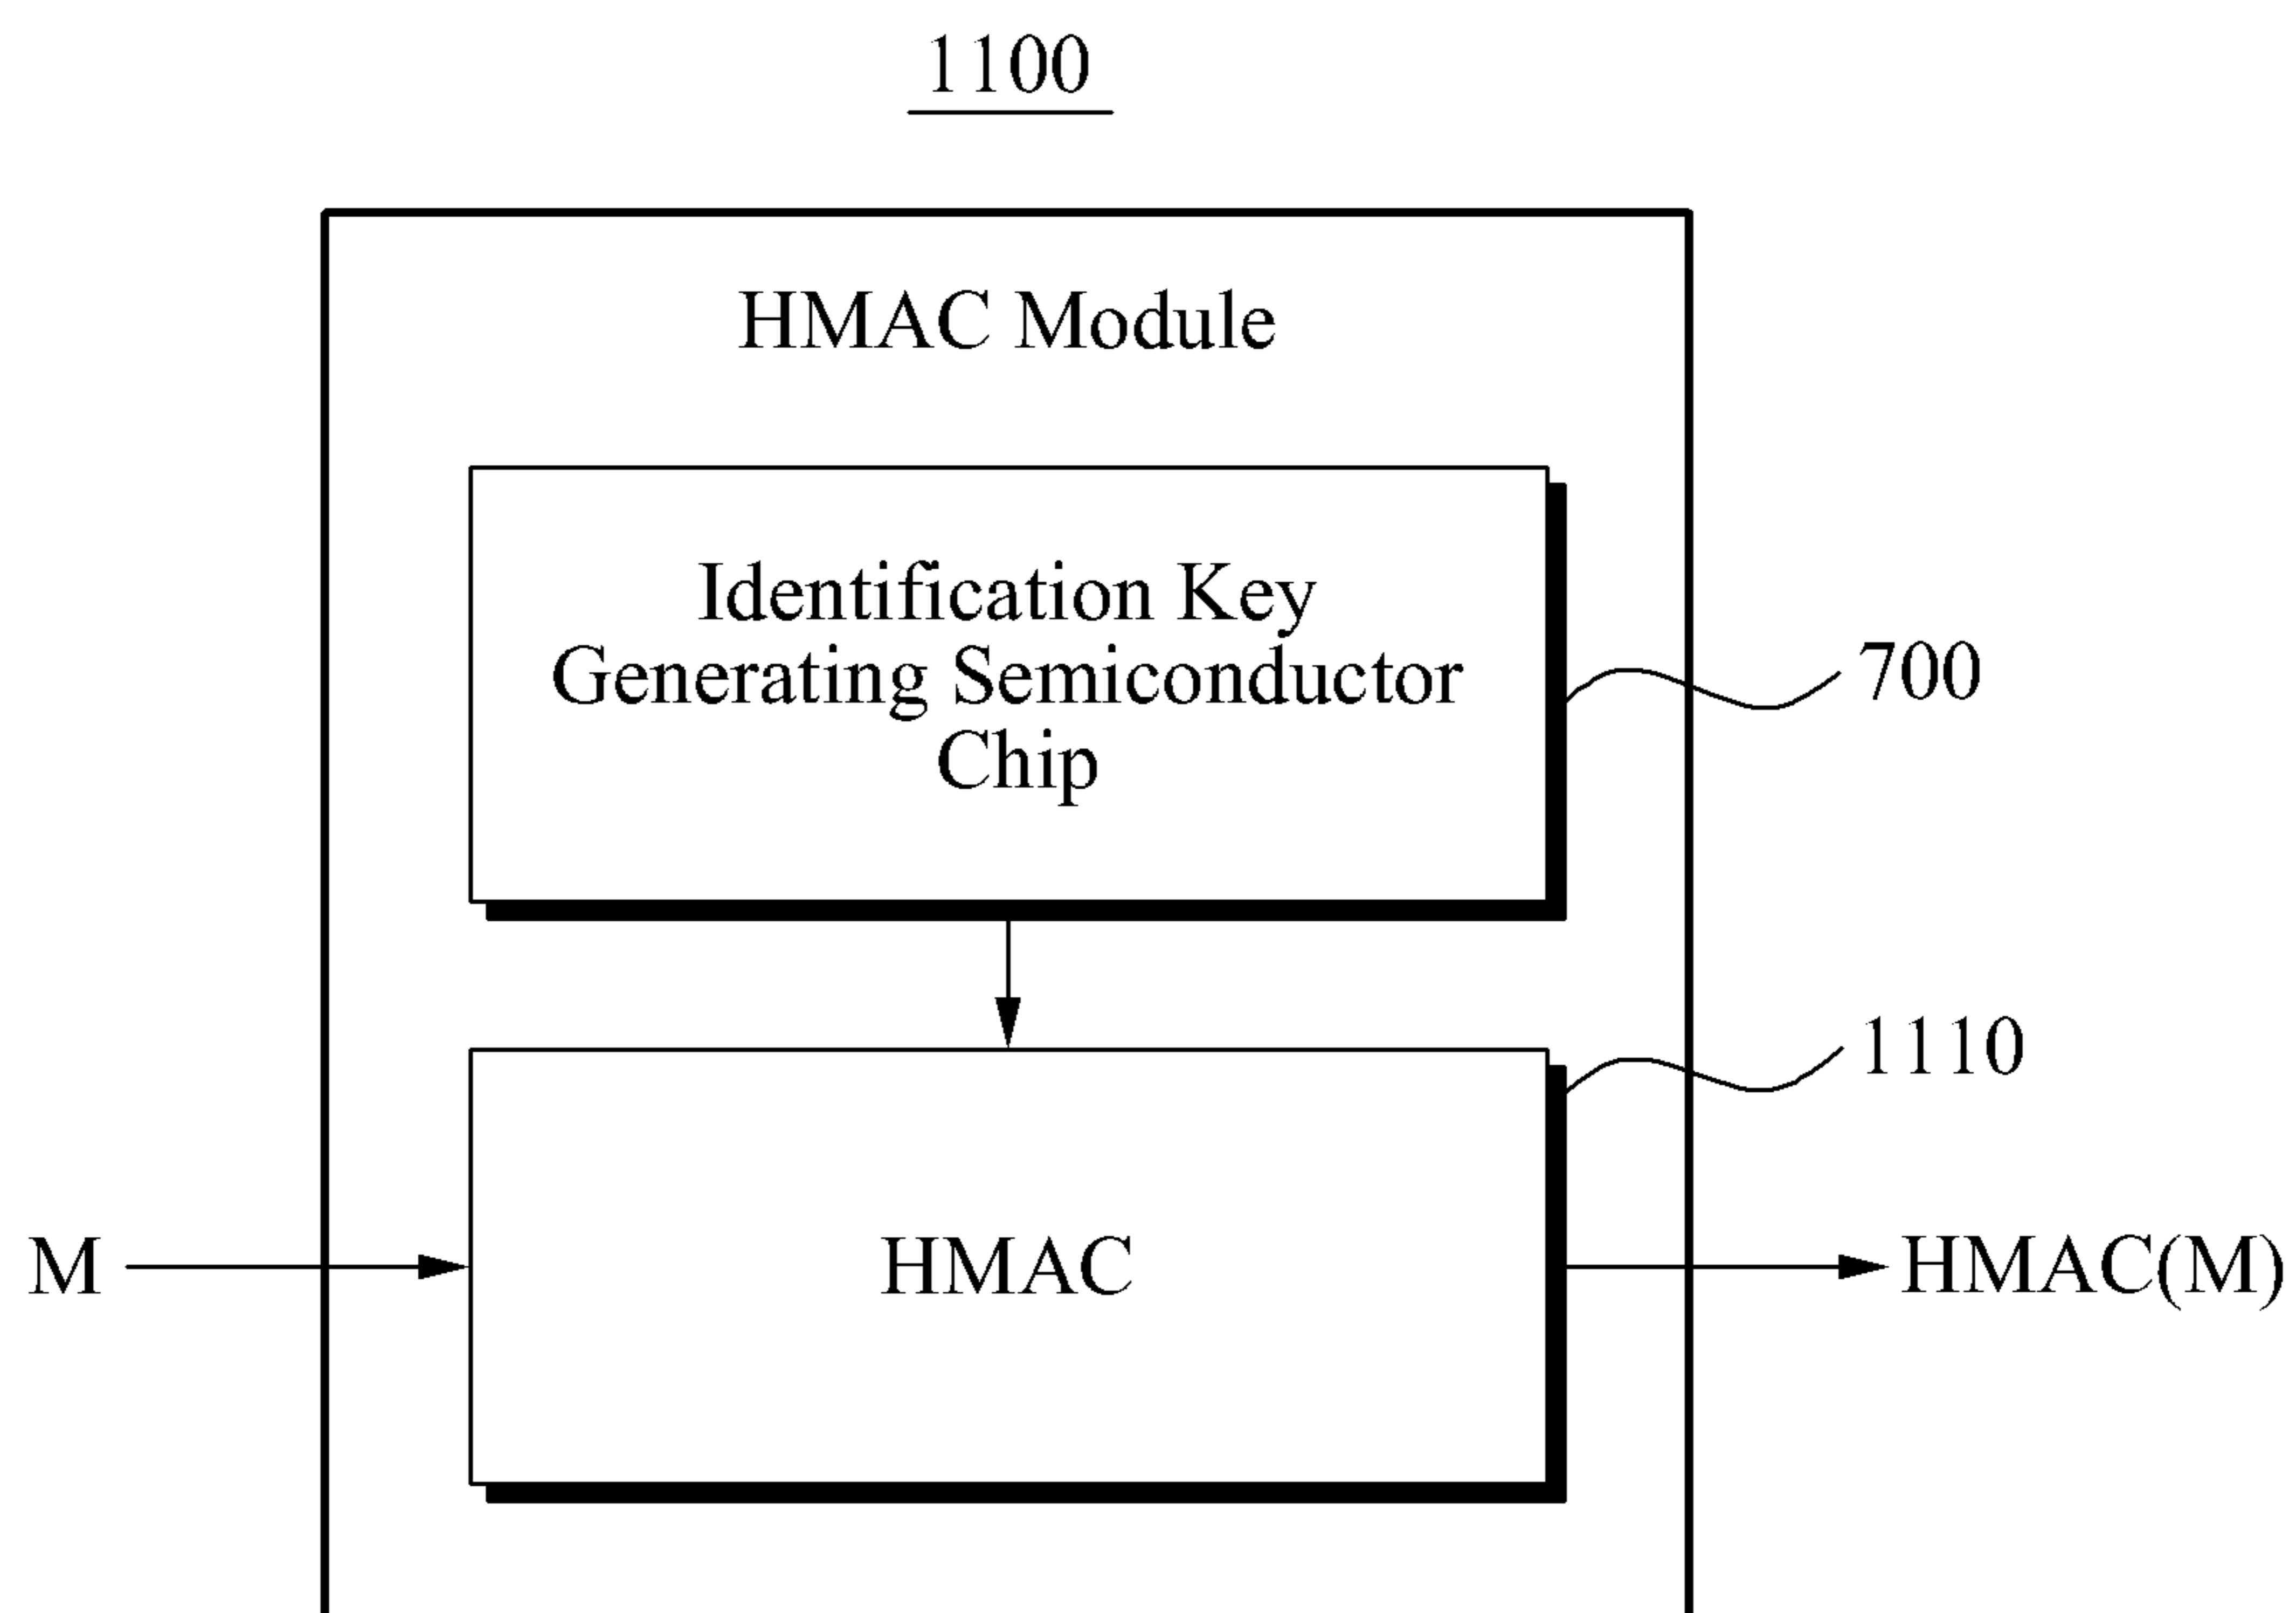 1100
HMAC Module
Identification Key
Generating Semiconductor
Chip
700
1110
M
HMAC
HMAC(M)